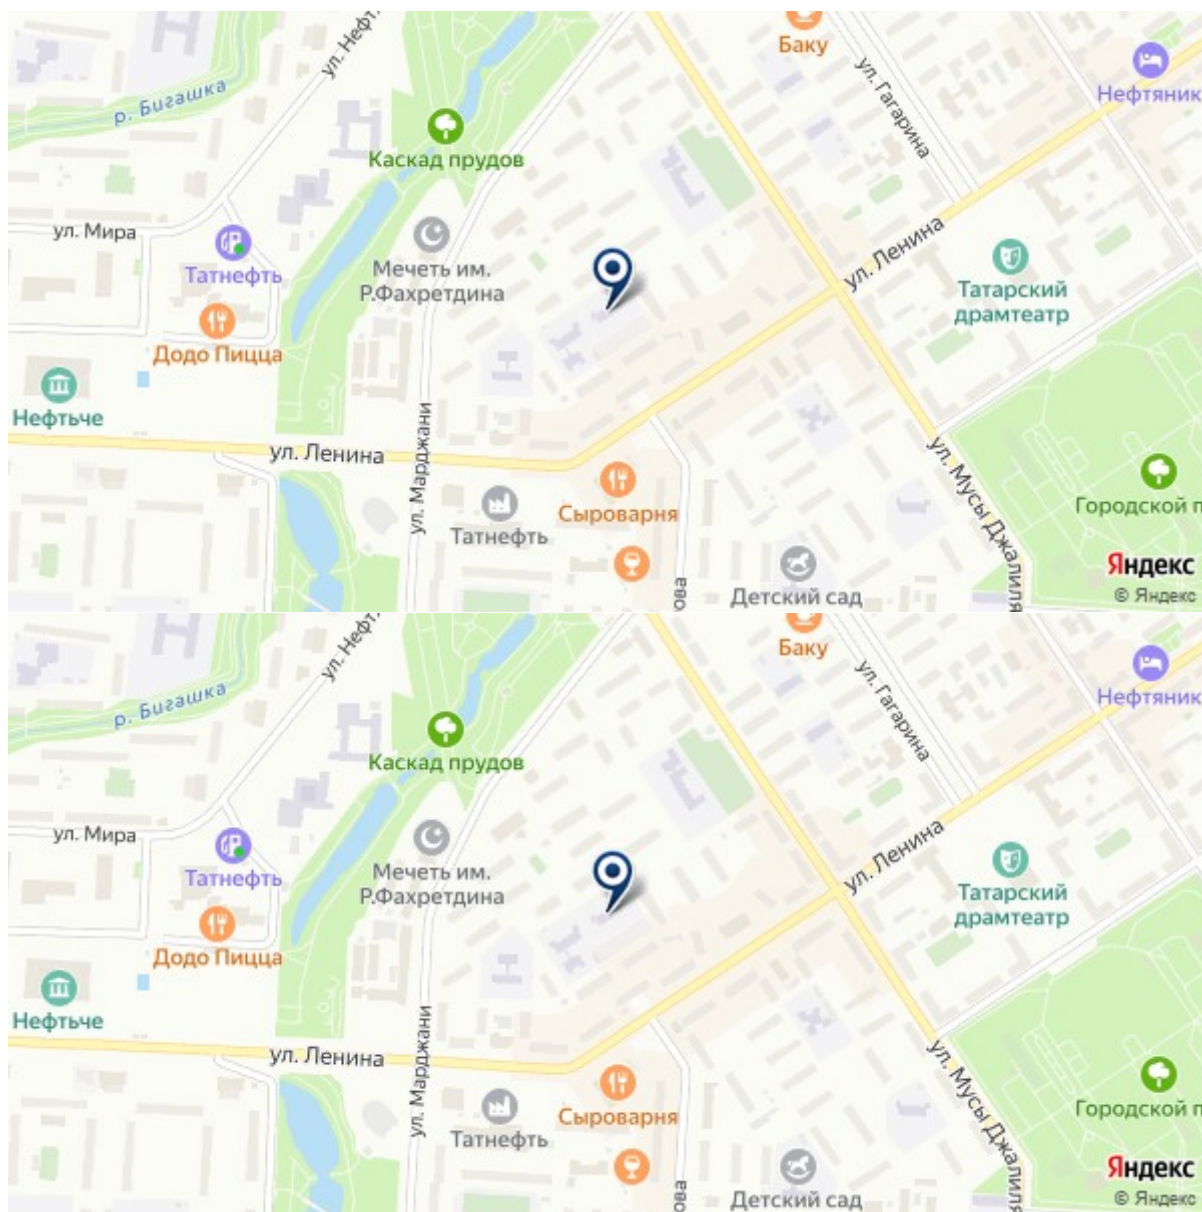 Баку
ул. Нефт
ул. Гагарина
Нефтяник
р. Бигашка
Каскад прудов
ул. Мира
ул. Ленина
Татнефть
Мечеть им.
Р.Фахретдина
Татарский
драмтеатр
Додо Пицца
Нефтьче
ул. Марджани
ул. Ленина
ул. Мусы Джалиля
Сыроварня
Татнефть
Городской п
Яндекс
Детский сад
ова
© Яндекс
Баку
ул. Нефт
ул. Гагарина
Нефтяник
р. Бигашка
Каскад прудов
ул. Мира
ул. Ленина
Татнефть
Мечеть им.
Р.Фахретдина
Татарский
драмтеатр
Додо Пицца
Нефтьче
ул. Марджани
ул. Ленина
ул. Мусы Джалиля
Сыроварня
Татнефть
Городской п
Яндекс
Детский сад
ова
© Яндекс